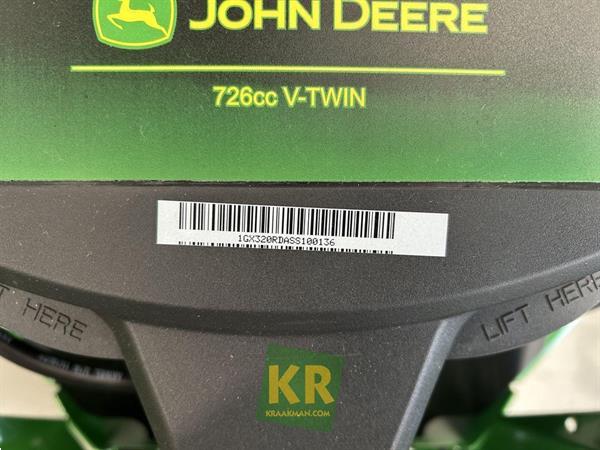 JOHN DEERE
726cc V-TWIN
1GX320RDASS100136
LIFT HERE
LIFT HERE
KR
KRAAKMAN.COM